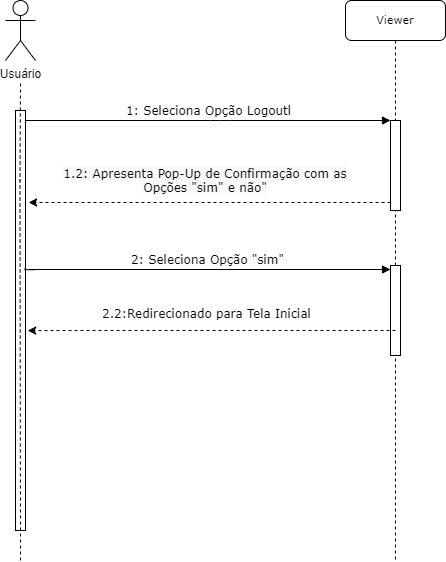 Viewer
Usuário
1: Seleciona Opção Logoutl
1.2: Apresenta Pop-Up de Confirmação com as
Opções "sim" e não"
2: Seleciona Opção "sim"
2.2:Redirecionado para Tela Inicial